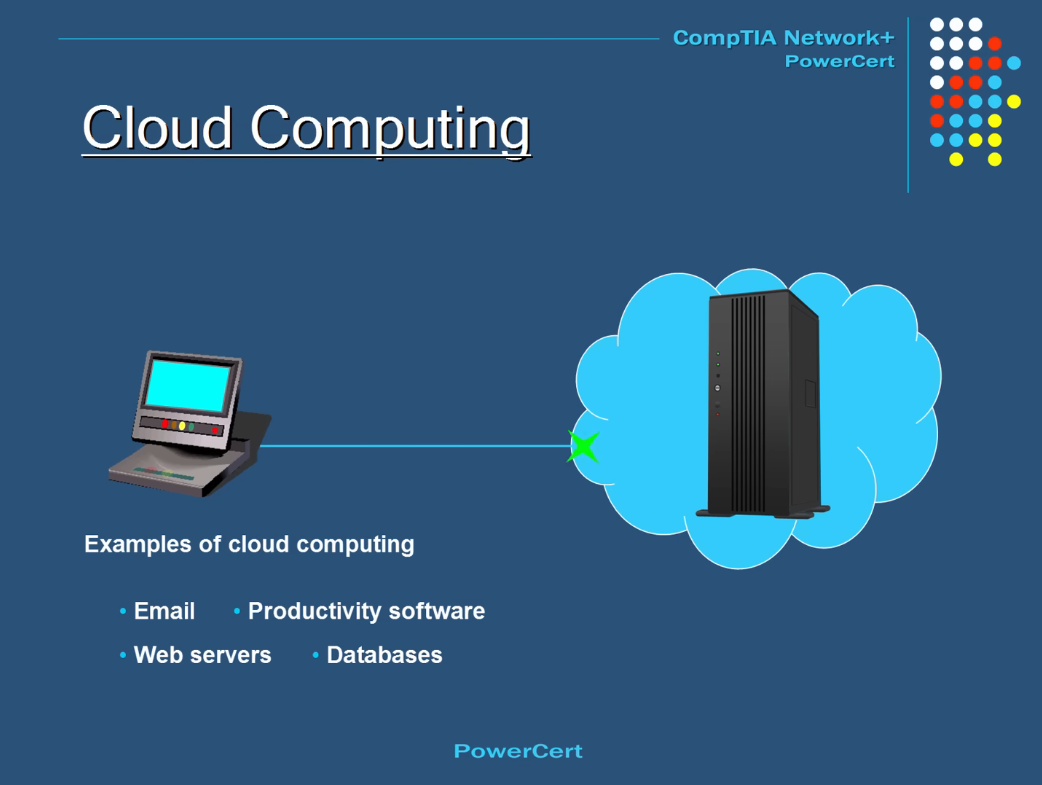 CompTIA Network+
PowerCert
Cloud Computing
Examples of cloud computing
• Email • Productivity software
• Web servers • Databases
PowerCert